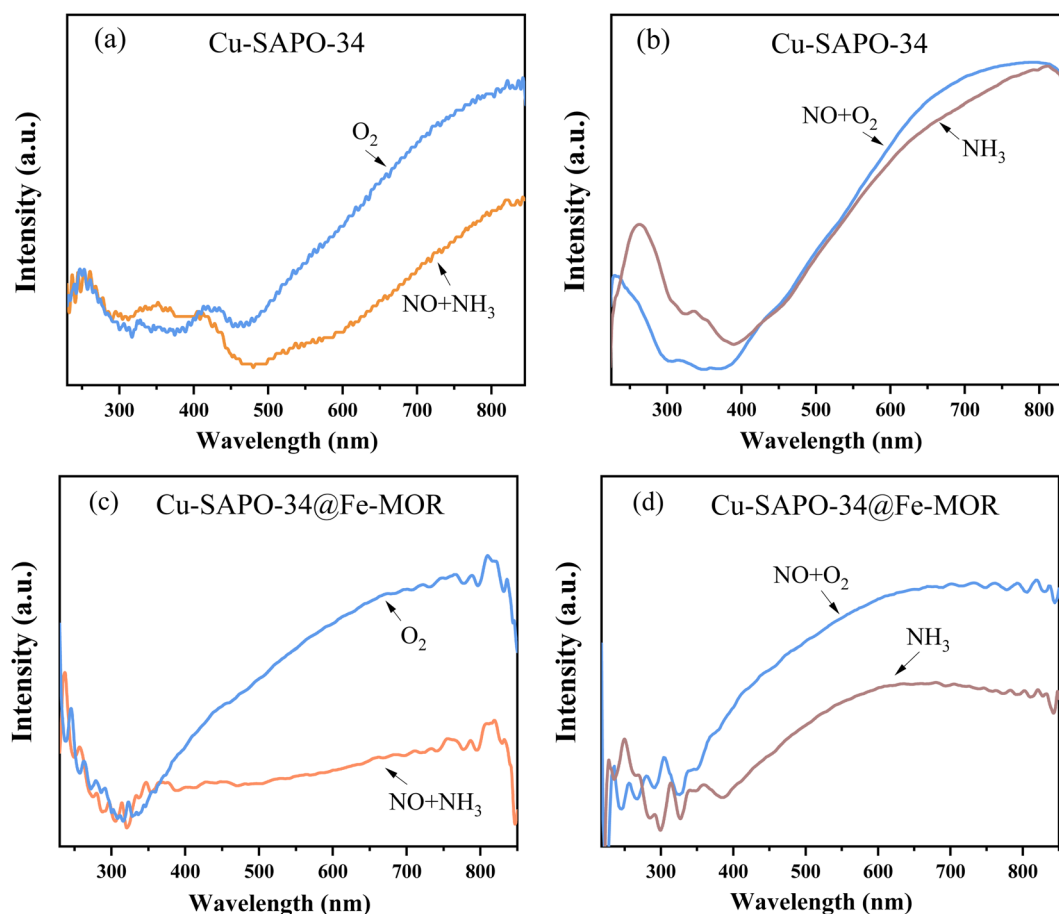 (a)
Cu-SAPO-34
O₂
NO+NH₃
Intensity (a.u.)
300 400 500 600 700 800
Wavelength (nm)
(b)
Cu-SAPO-34
NO+O₂
NH₃
Intensity (a.u.)
300 400 500 600 700 800
Wavelength (nm)
(c)
Cu-SAPO-34@Fe-MOR
O₂
NO+NH₃
Intensity (a.u.)
300 400 500 600 700 800
Wavelength (nm)
(d)
Cu-SAPO-34@Fe-MOR
NO+O₂
NH₃
Intensity (a.u.)
300 400 500 600 700 800
Wavelength (nm)